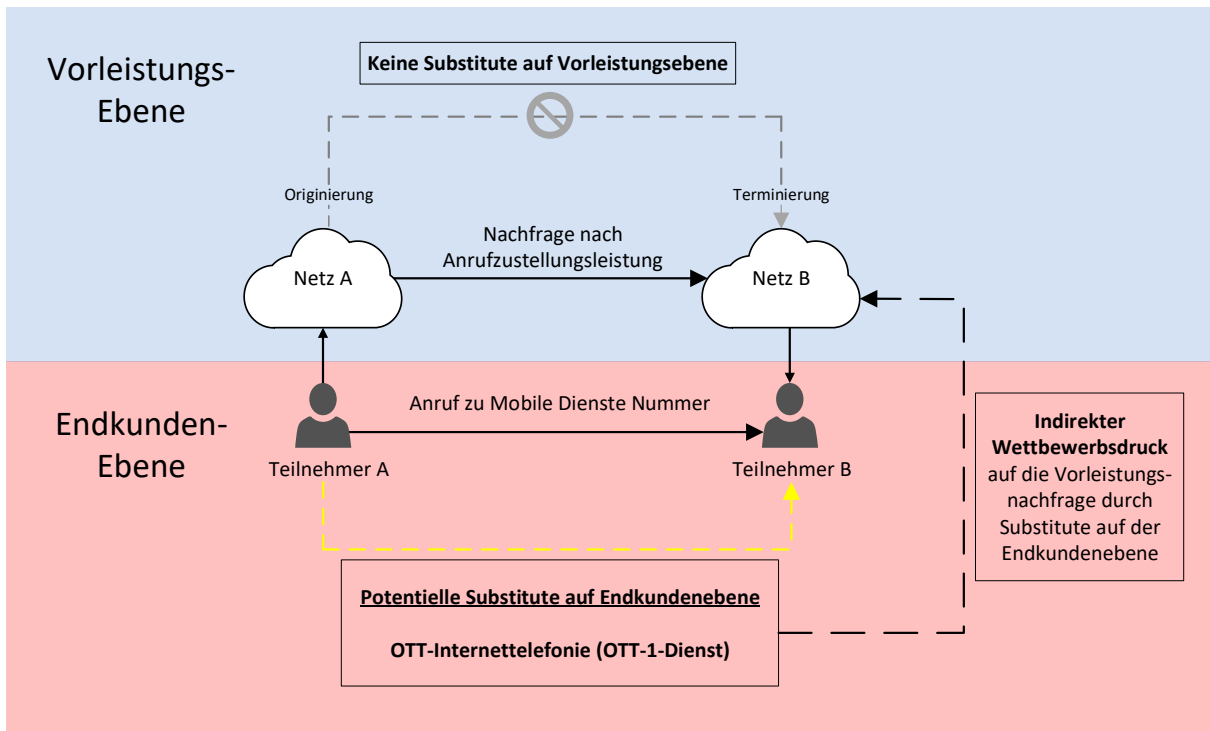 Vorleistungs-
Ebene
Keine Substitute auf Vorleistungsebene
Originierung
Terminierung
Nachfrage nach
Anrufzustellungsleistung
Netz A
Netz B
Endkunden-
Ebene
Anruf zu Mobile Dienste Nummer
Teilnehmer A
Teilnehmer B
Indirekter
Wettbewerbsdruck
auf die Vorleistungs-
nachfrage durch
Substitute auf der
Endkundenebene
Potentielle Substitute auf Endkundenebene
OTT-Internettelefonie (OTT-1-Dienst)